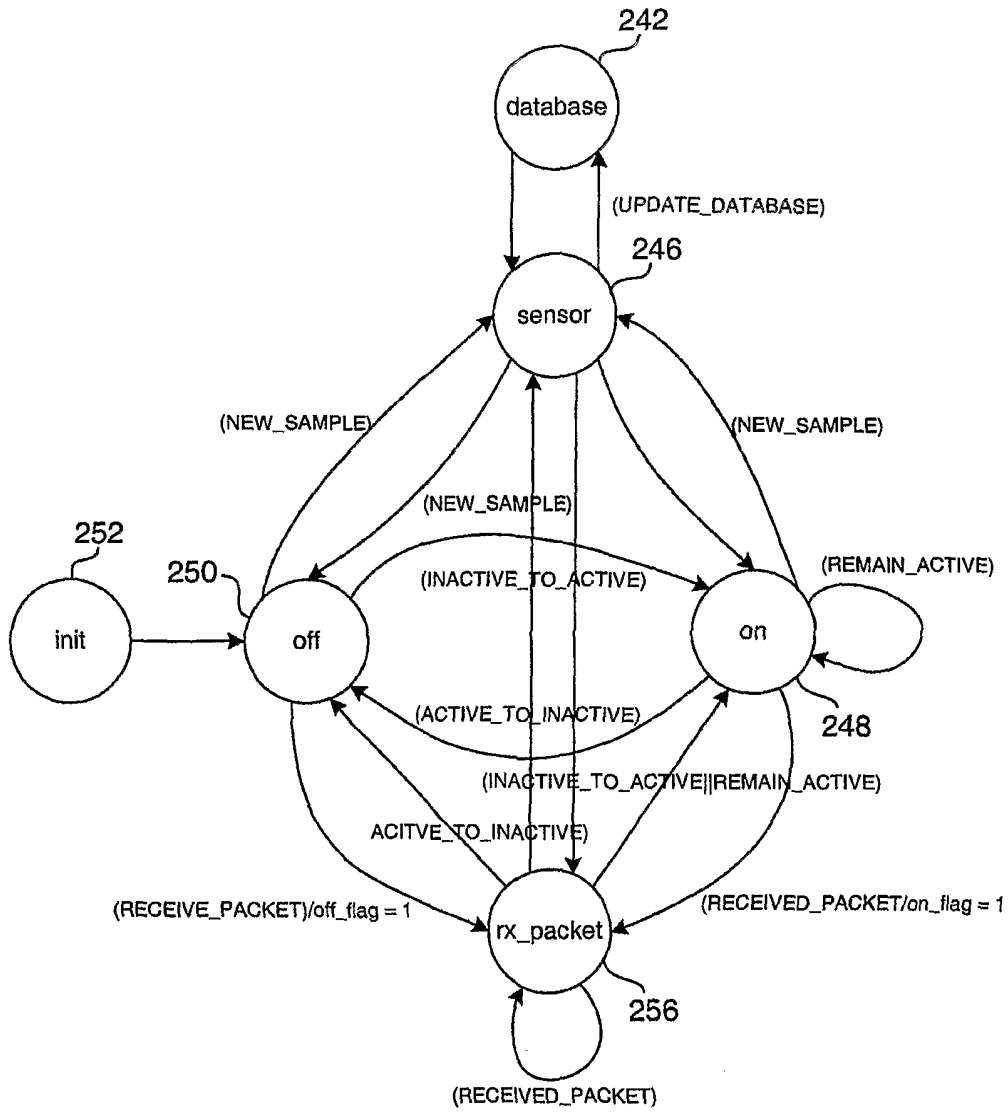 242
database
(UPDATE_DATABASE)
246
sensor
(NEW_SAMPLE)
(NEW_SAMPLE)
(NEW_SAMPLE)
252
250
(INACTIVE_TO_ACTIVE)
(REMAIN_ACTIVE)
init
off
on
(ACTIVE_TO_INACTIVE)
248
(INACTIVE_TO_ACTIVE||REMAIN_ACTIVE)
ACITVE_TO_INACTIVE)
(RECEIVE_PACKET)/off_flag = 1
(RECEIVED_PACKET/on_flag = 1
rx_packet
256
(RECEIVED_PACKET)